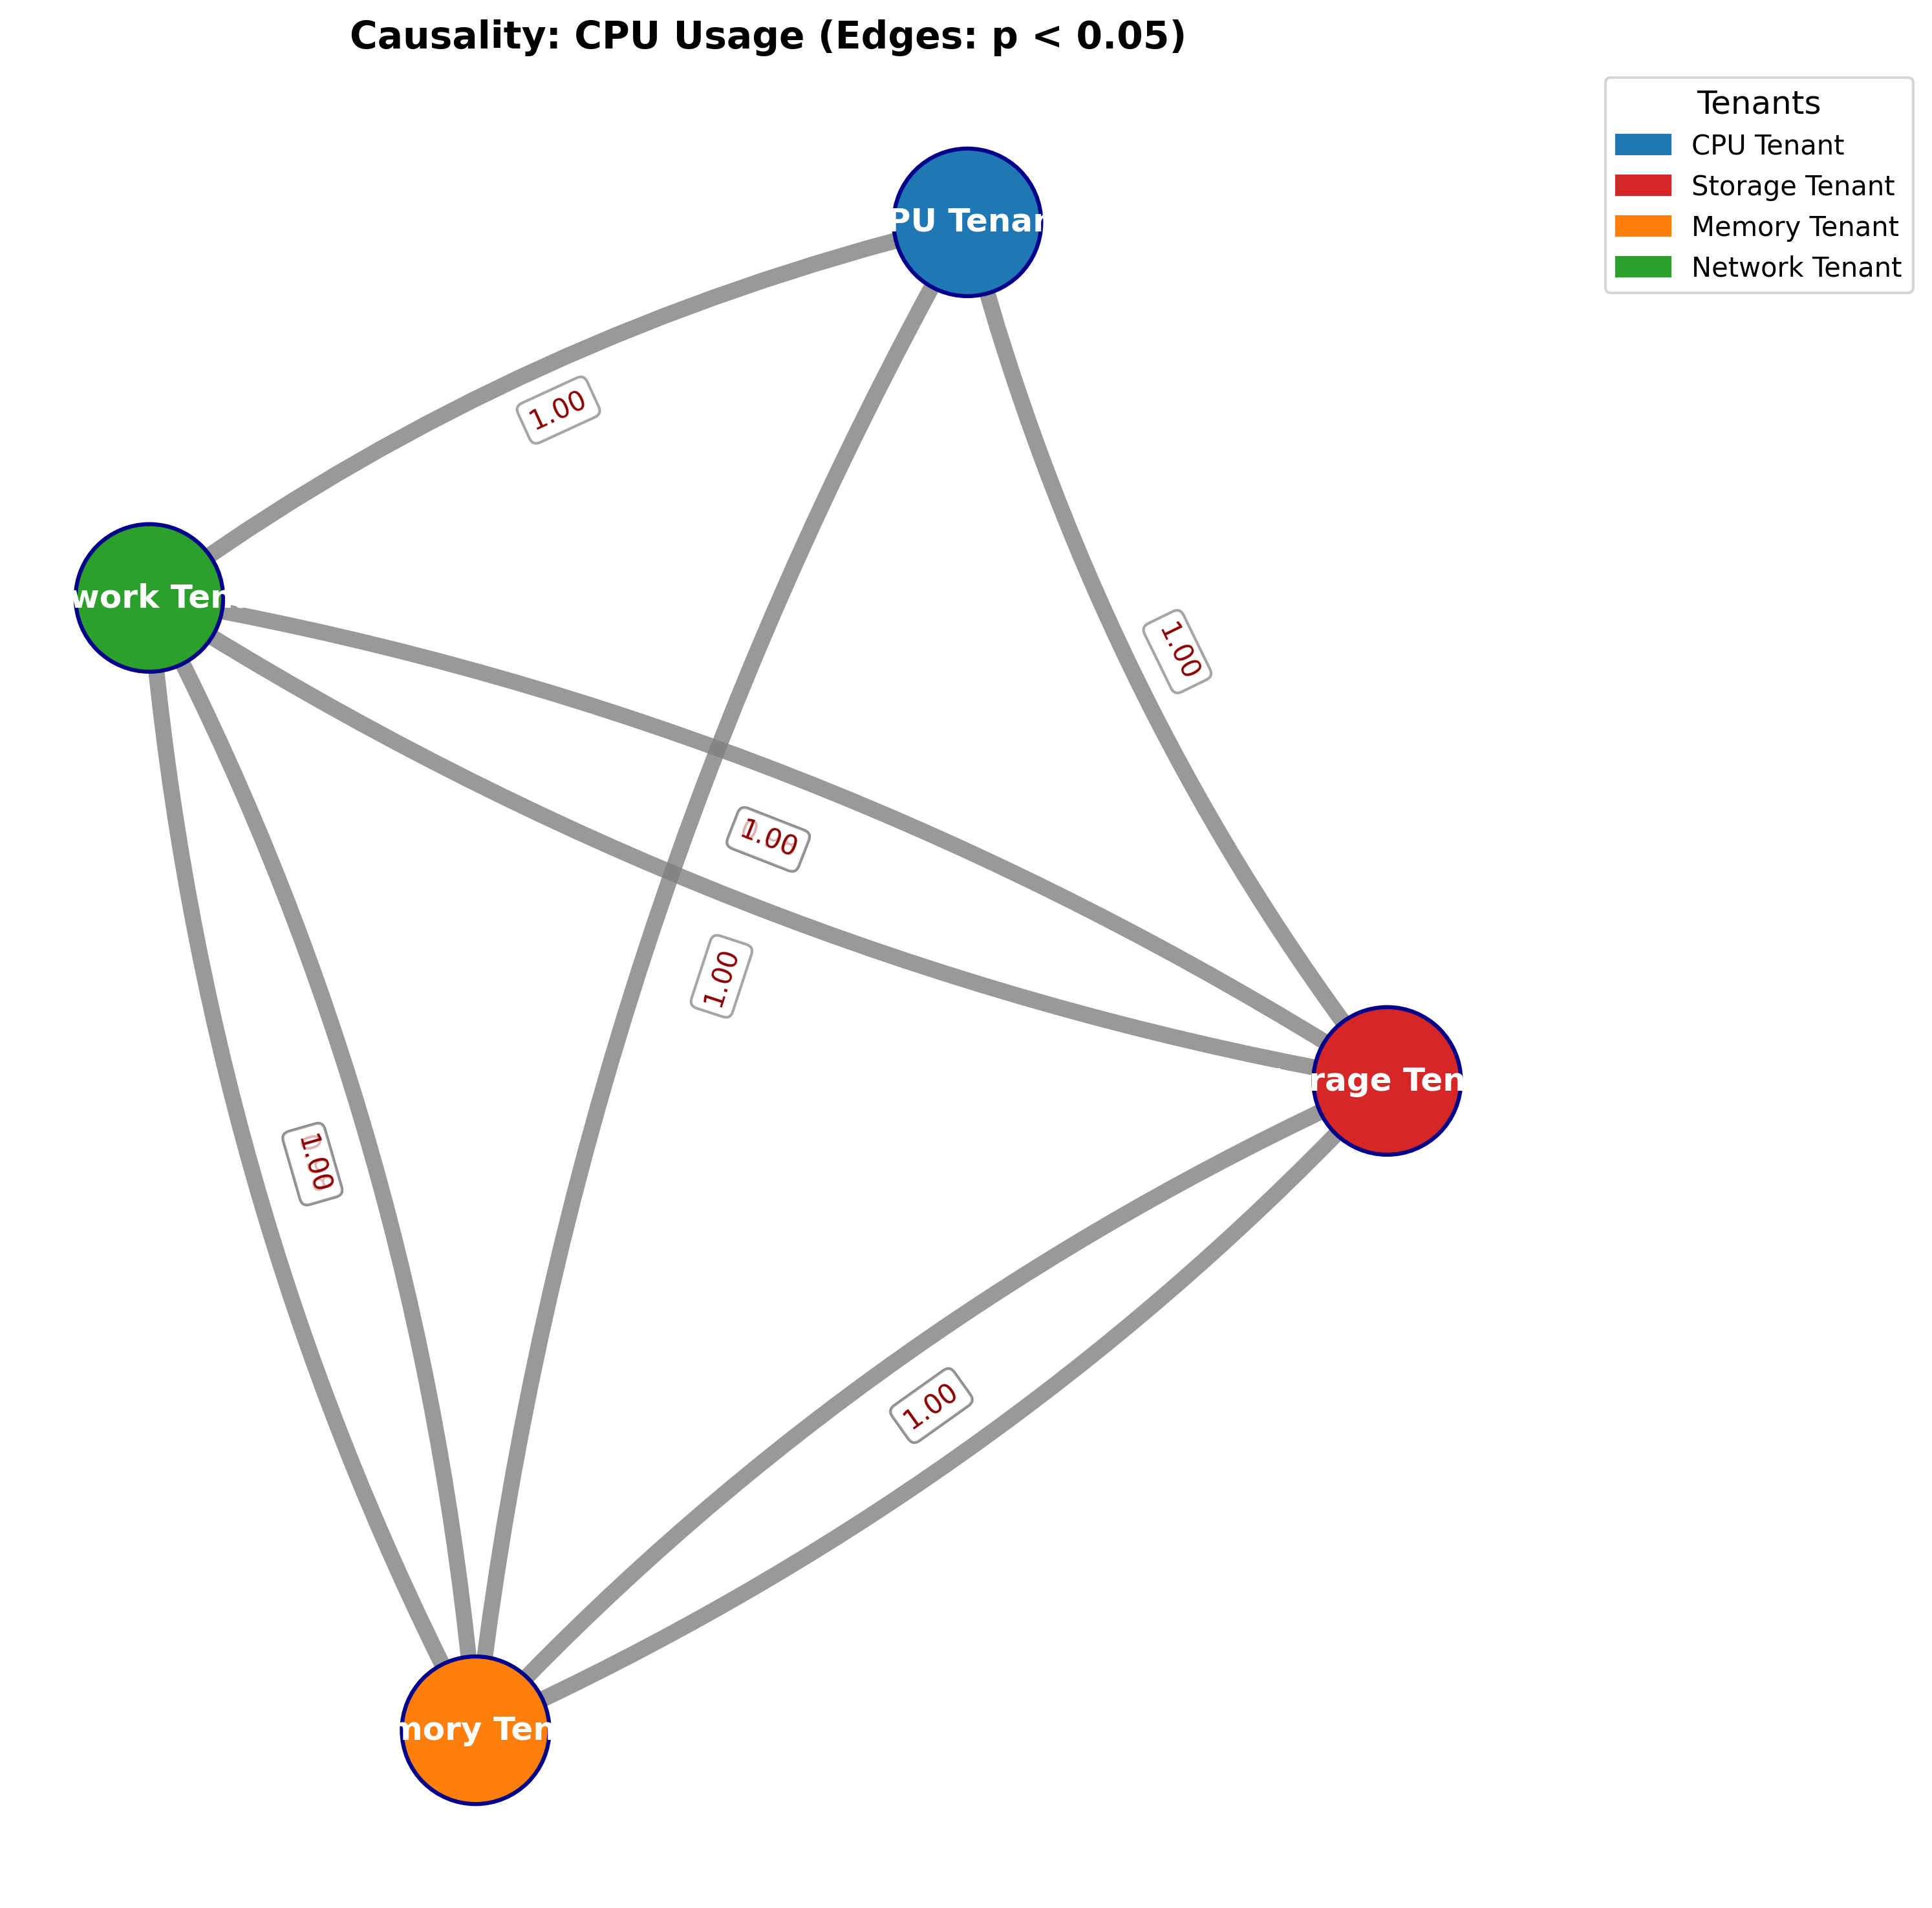 Causality: CPU Usage (Edges: p < 0.05)
Tenants
CPU Tenant
Storage Tenant
Memory Tenant
Network Tenant
PU Tenan
1.00
work Ten
1.00
1.00
1.00
rage Ten
1.00
1.00
mory Ten